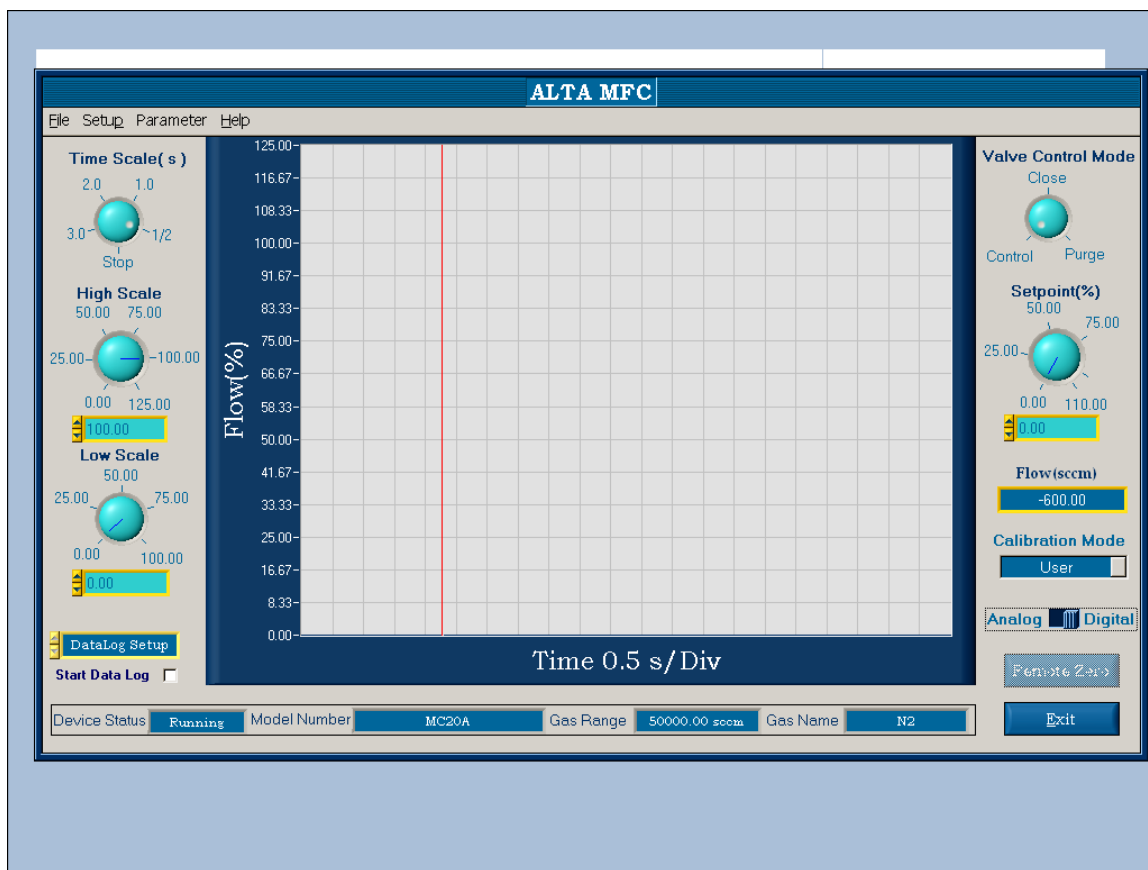 ALTA MFC
File Setup Parameter Help
Time Scale( s )
2.0 1.0
3.0 1/2
Stop
High Scale
50.00 75.00
25.00 100.00
0.00 125.00
100.00
Low Scale
50.00
25.00 75.00
0.00 100.00
0.00
DataLog Setup
Start Data Log
125.00
116.67
108.33
100.00
91.67
83.33
75.00
66.67
58.33
50.00
41.67
33.33
25.00
16.67
8.33
0.00
Flow(%)
Time 0.5 s/Div
Valve Control Mode
Close
Control Purge
Setpoint(%)
50.00
75.00
25.00
0.00 110.00
0.00
Flow(sccm)
-600.00
Calibration Mode
User
Analog Digital
Remote Zero
Device Status Running Model Number MC20A Gas Range 50000.00 sccm Gas Name N2
Exit